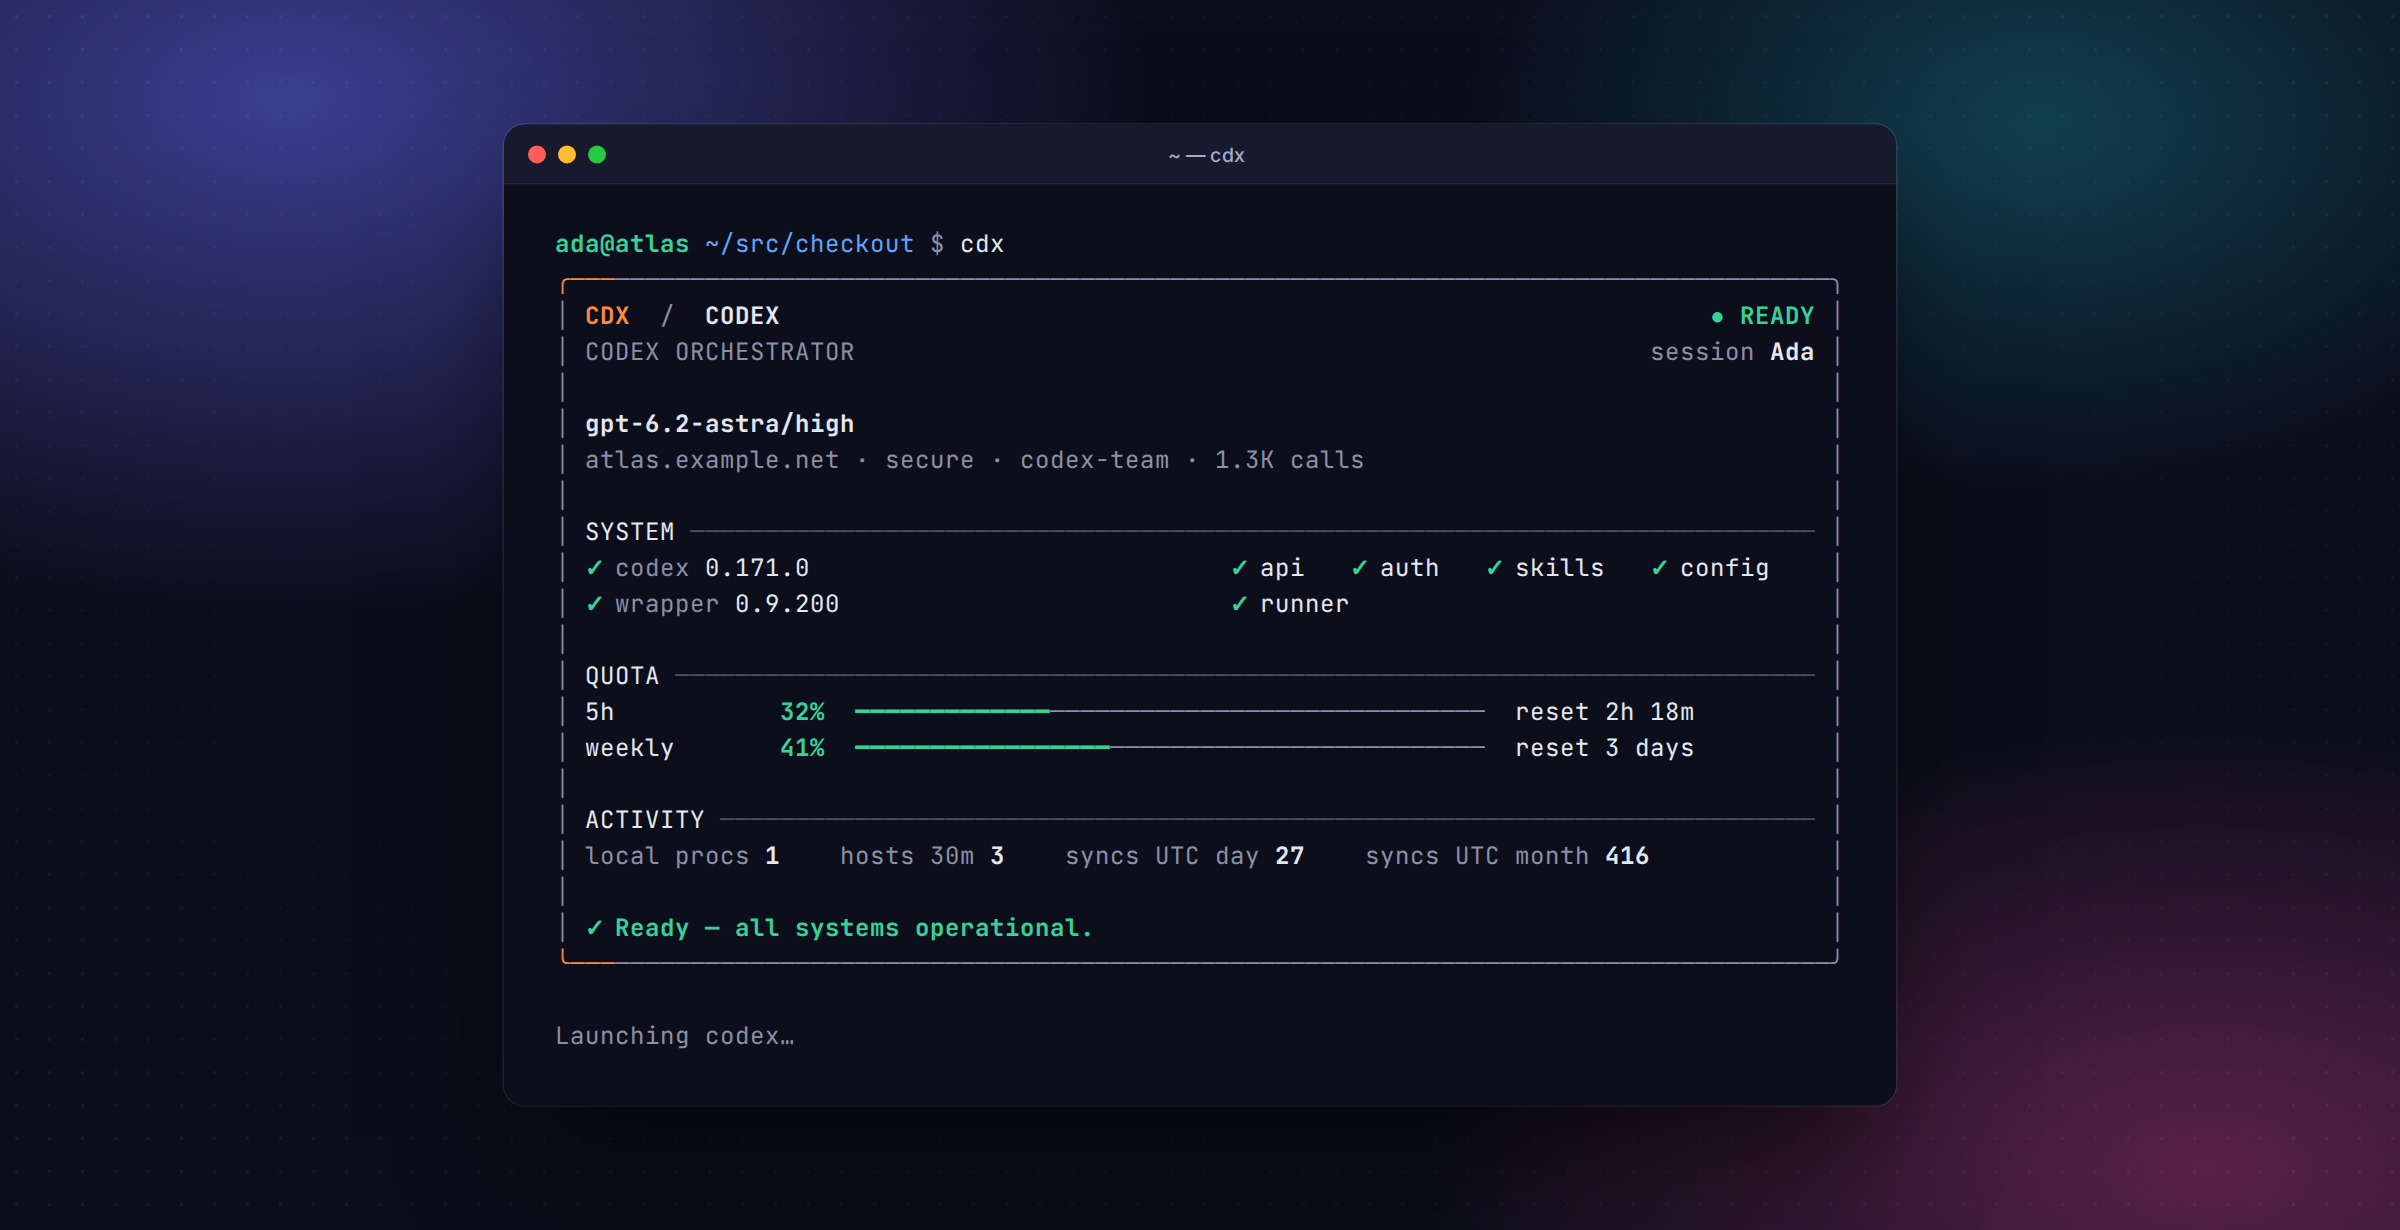 ~ — cdx
ada@atlas ~/src/checkout $ cdx
CDX / CODEX ● READY
CODEX ORCHESTRATOR session Ada
gpt-6.2-astra/high
atlas.example.net · secure · codex-team · 1.3K calls
SYSTEM
✓ codex 0.171.0 ✓ api ✓ auth ✓ skills ✓ config
✓ wrapper 0.9.200 ✓ runner
QUOTA
5h 32% reset 2h 18m
weekly 41% reset 3 days
ACTIVITY
local procs 1 hosts 30m 3 syncs UTC day 27 syncs UTC month 416
✓ Ready — all systems operational.
Launching codex…